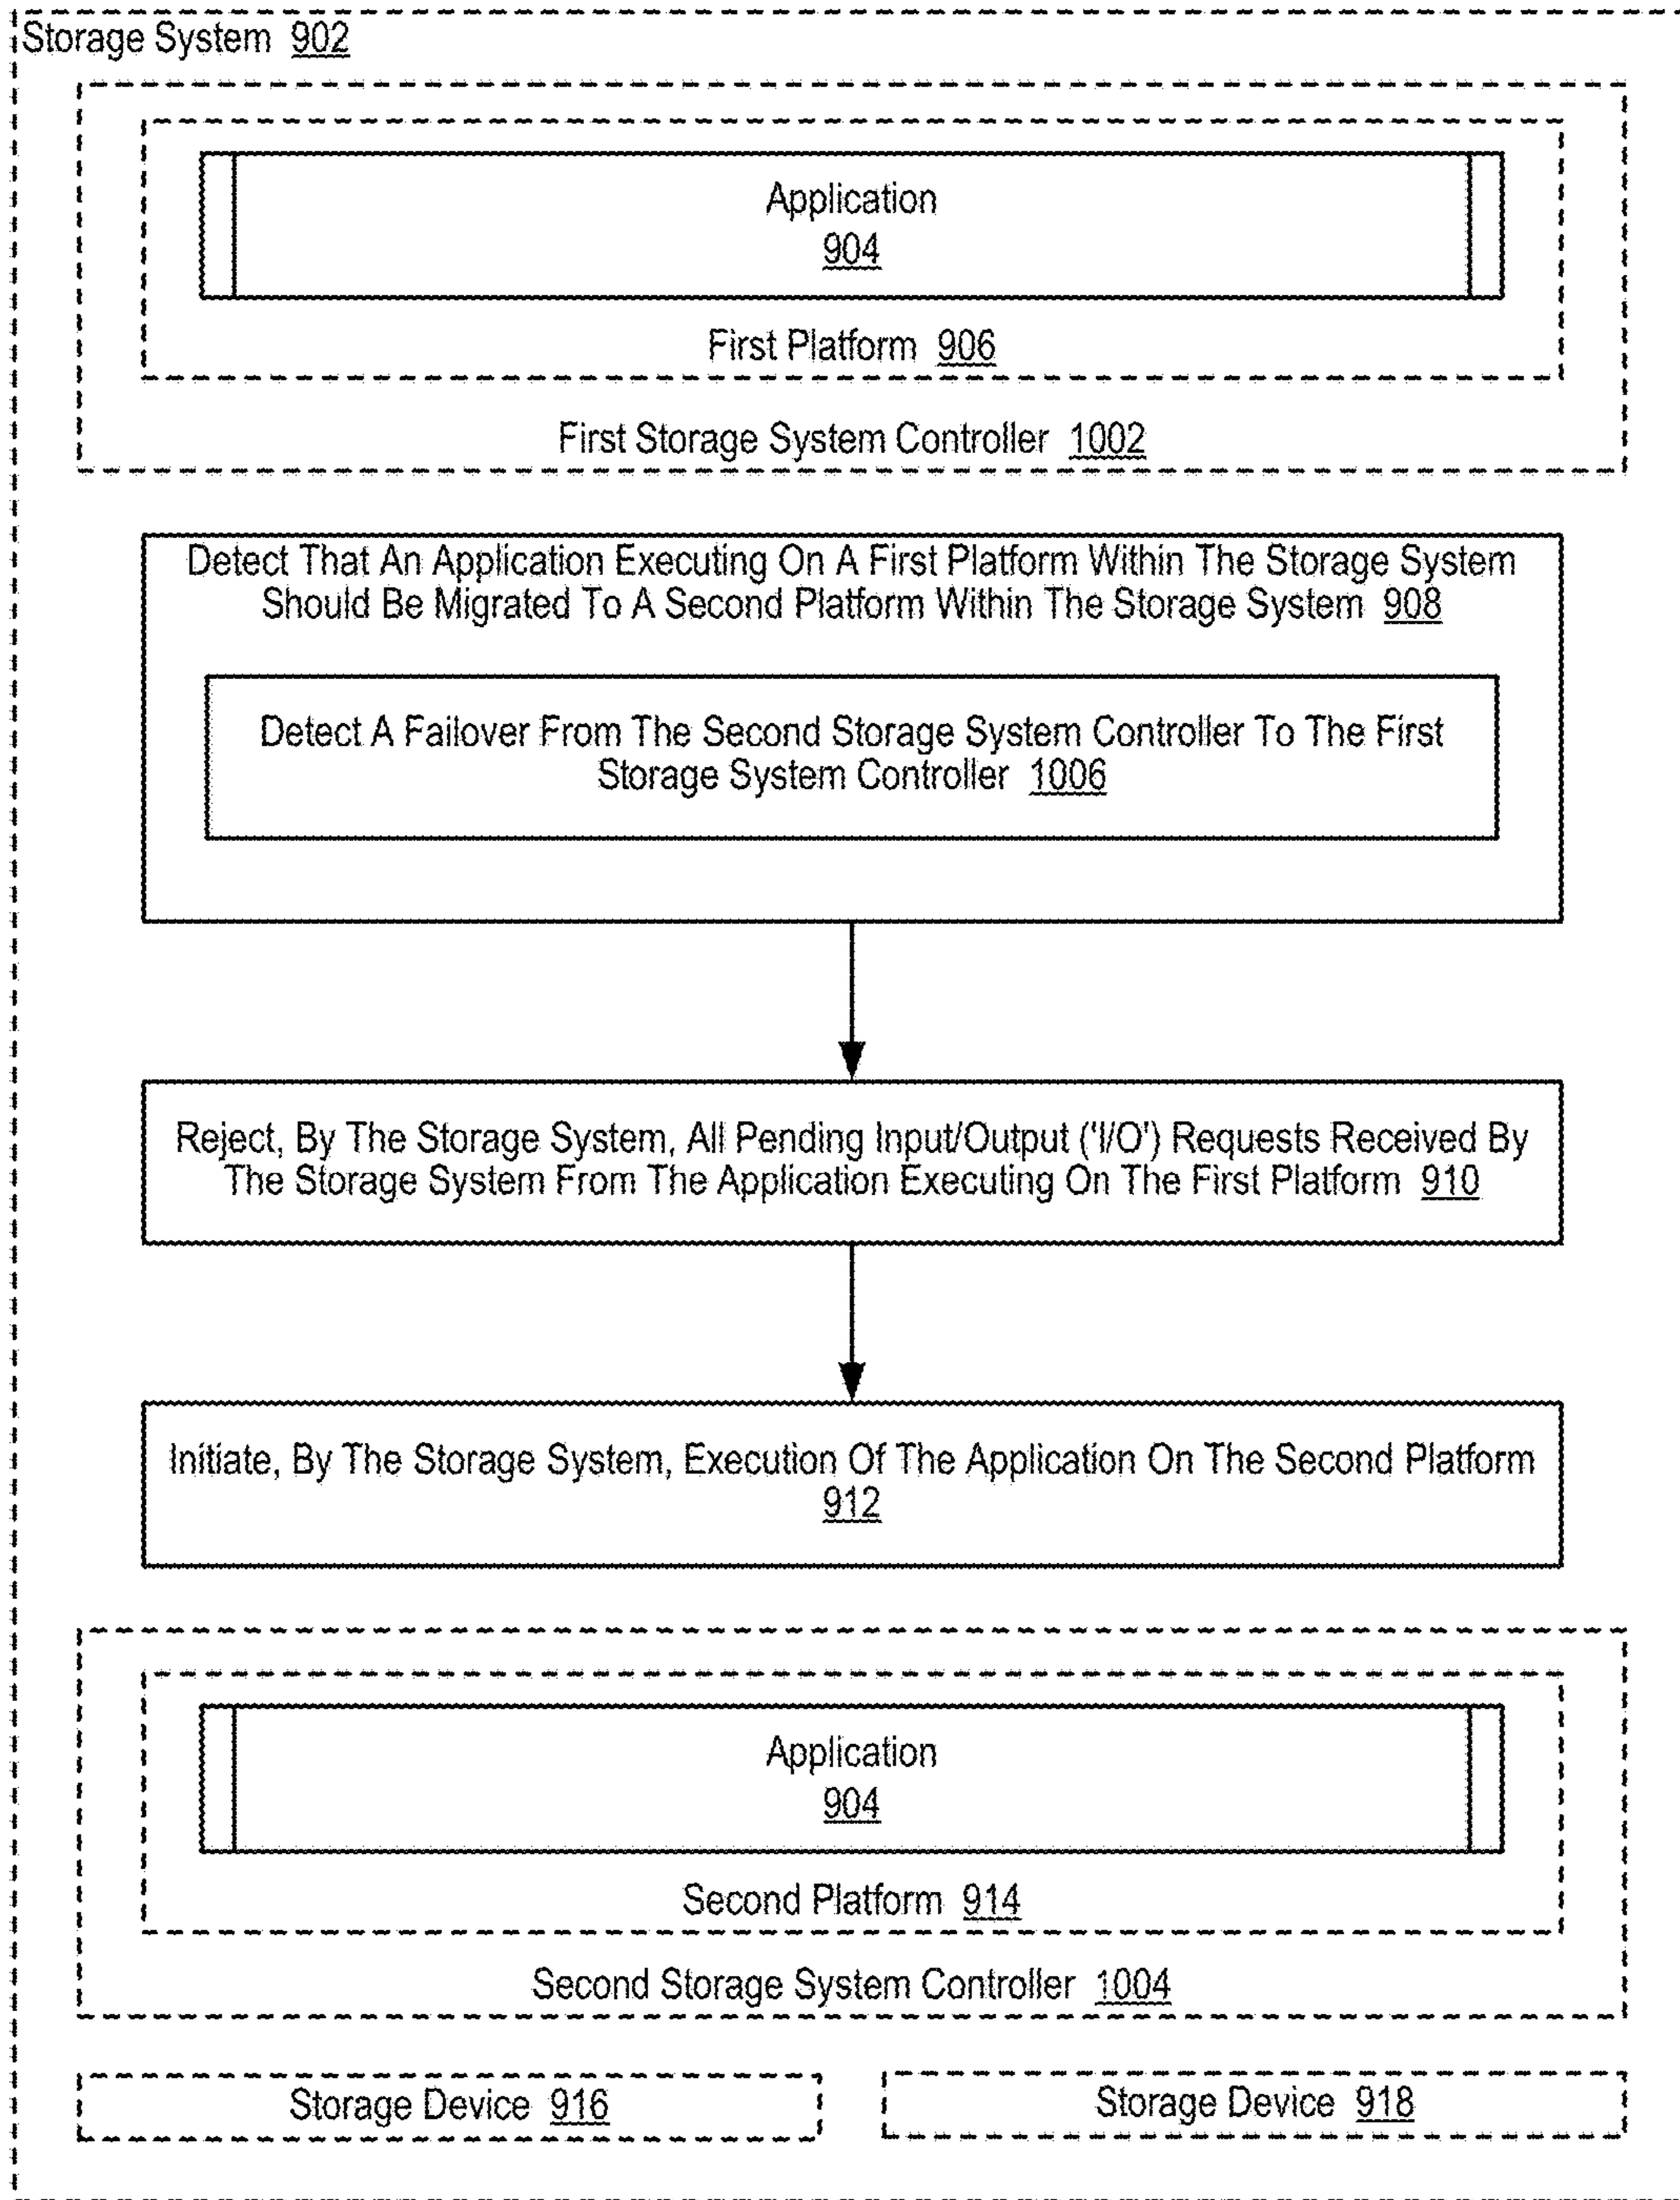 Storage System 902
Application
904
First Platform 906
First Storage System Controller 1002
Detect That An Application Executing On A First Platform Within The Storage System
Should Be Migrated To A Second Platform Within The Storage System 908
Detect A Failover From The Second Storage System Controller To The First
Storage System Controller 1006
Reject, By The Storage System, All Pending Input/Output ('I/O') Requests Received By
The Storage System From The Application Executing On The First Platform 910
Initiate, By The Storage System, Execution Of The Application On The Second Platform
912
Application
904
Second Platform 914
Second Storage System Controller 1004
Storage Device 916
Storage Device 918